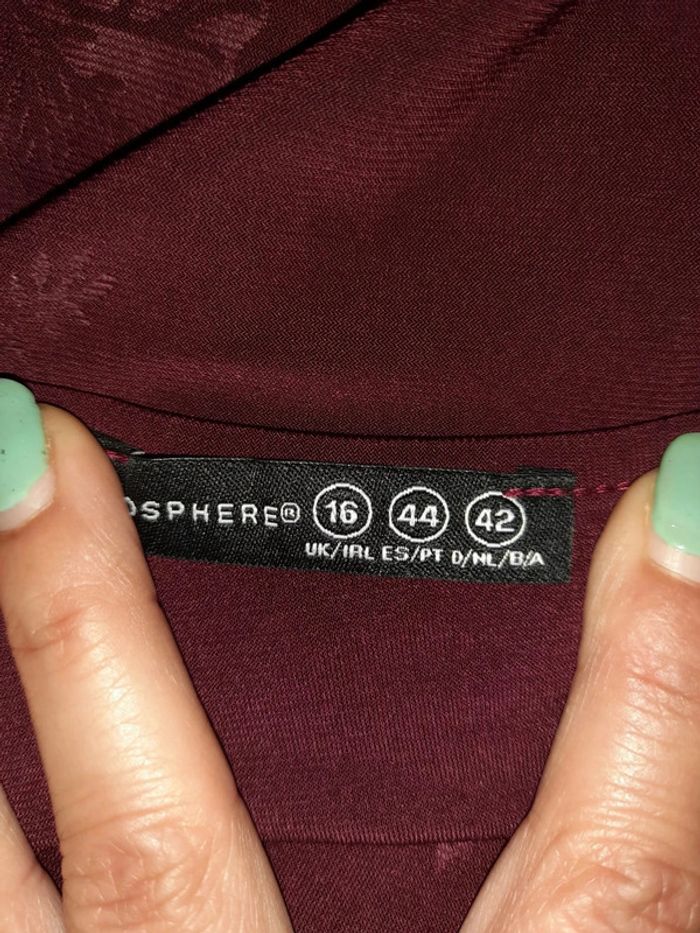 OSPHERE® 16 44 42
UK/IRL ES/PT D/NL/B/A